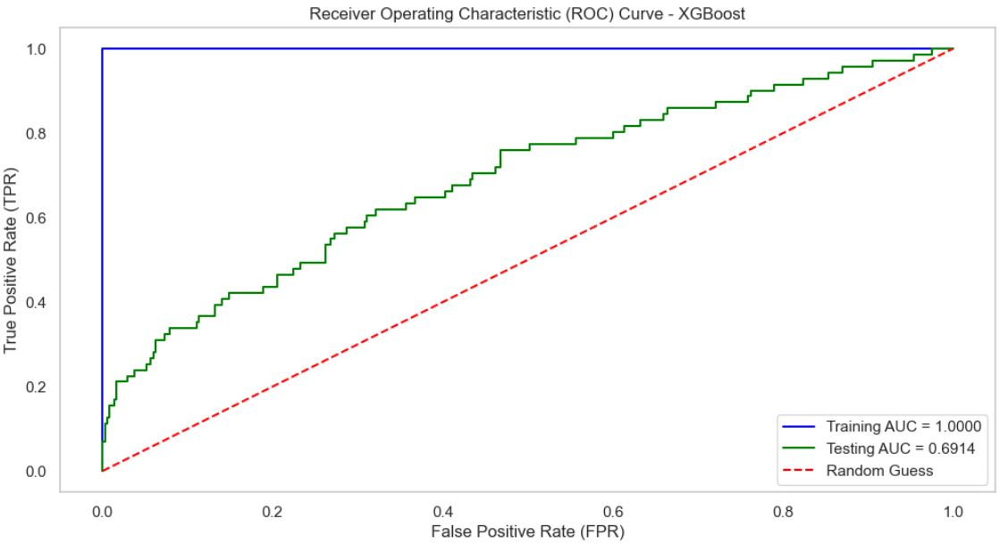 Receiver Operating Characteristic (ROC) Curve - XGBoost
True Positive Rate (TPR)
1.0
0.8
0.6
0.4
0.2
0.0
Training AUC = 1.0000
Testing AUC = 0.6914
Random Guess
0.0 0.2 0.4 0.6 0.8 1.0
False Positive Rate (FPR)